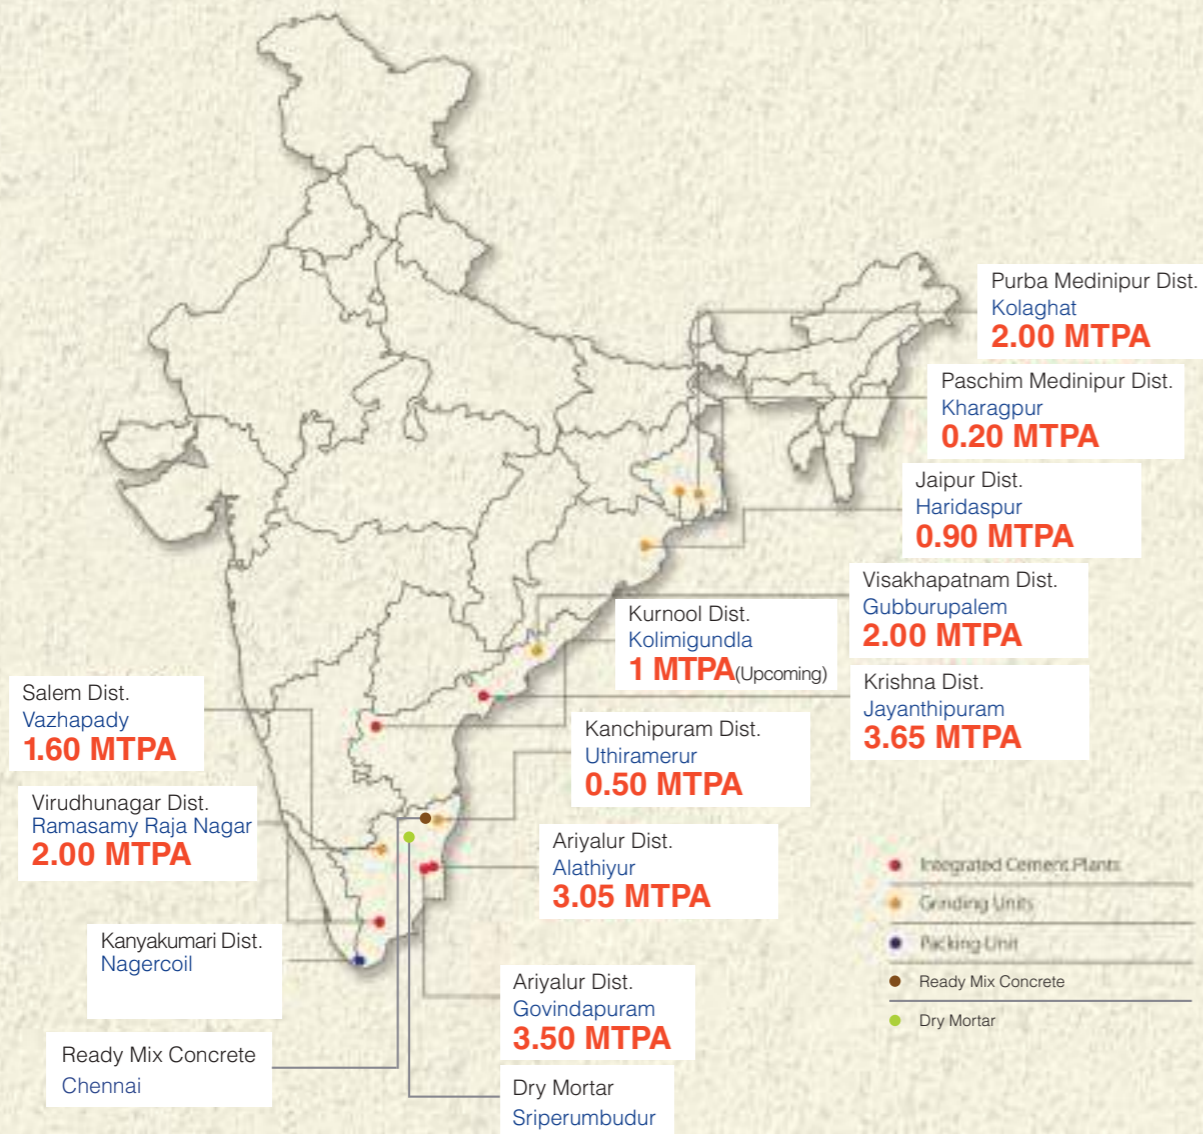 Purba Medinipur Dist.
Kolaghat
2.00 MTPA
Paschim Medinipur Dist.
Kharagpur
0.20 MTPA
Jaipur Dist.
Haridaspur
0.90 MTPA
Visakhapatnam Dist.
Gubburupalem
2.00 MTPA
Kurnool Dist.
Kolimigundla
1 MTPA(Upcoming)
Krishna Dist.
Jayanthipuram
3.65 MTPA
Salem Dist.
Vazhapady
1.60 MTPA
Kanchipuram Dist.
Uthiramerur
0.50 MTPA
Virudhunagar Dist.
Ramasamy Raja Nagar
2.00 MTPA
Ariyalur Dist.
Alathiyur
3.05 MTPA
Kanyakumari Dist.
Nagercoil
Ariyalur Dist.
Govindapuram
3.50 MTPA
Ready Mix Concrete
Chennai
Dry Mortar
Sriperumbudur
Integrated Cement Plants
Grinding Units
Packing Unit
Ready Mix Concrete
Dry Mortar